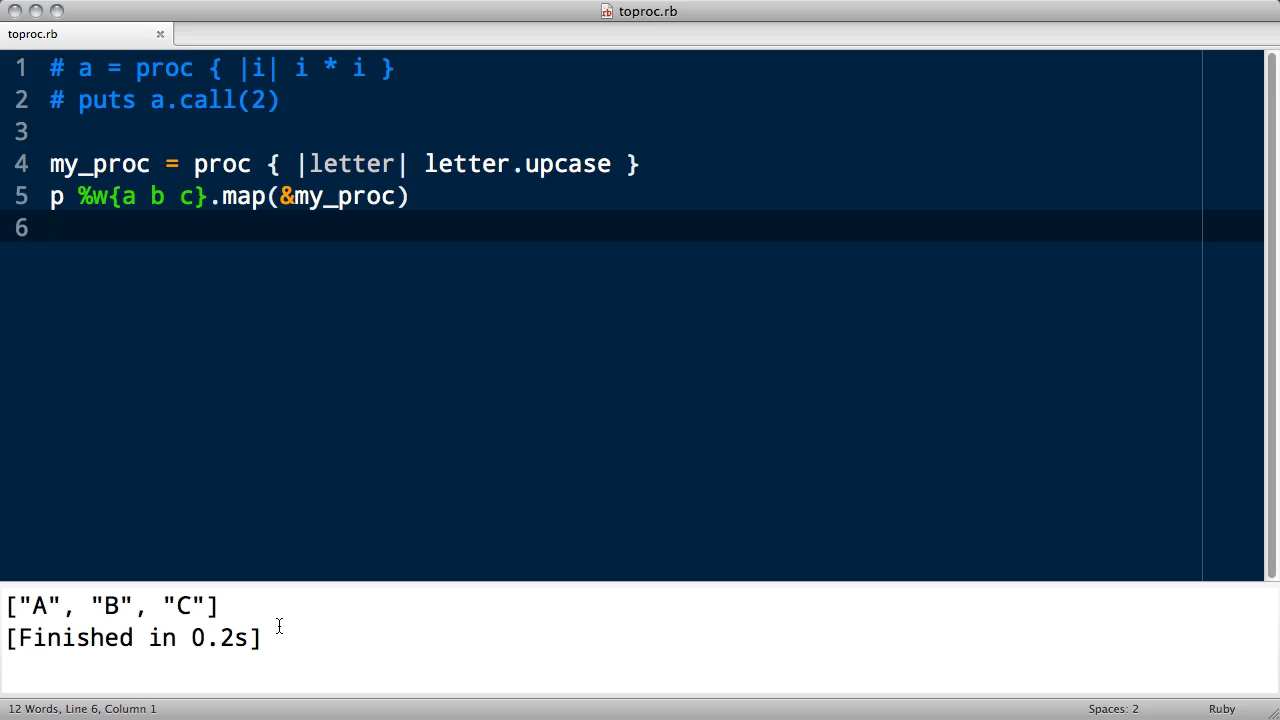 toproc.rb
toproc.rb
1 # a = proc { |i| i * i }
2 # puts a.call(2)
3
4 my_proc = proc { |letter| letter.upcase }
5 p %w{a b c}.map(&my_proc)
6
["A", "B", "C"]
[Finished in 0.2s]
12 Words, Line 6, Column 1 Spaces: 2 Ruby